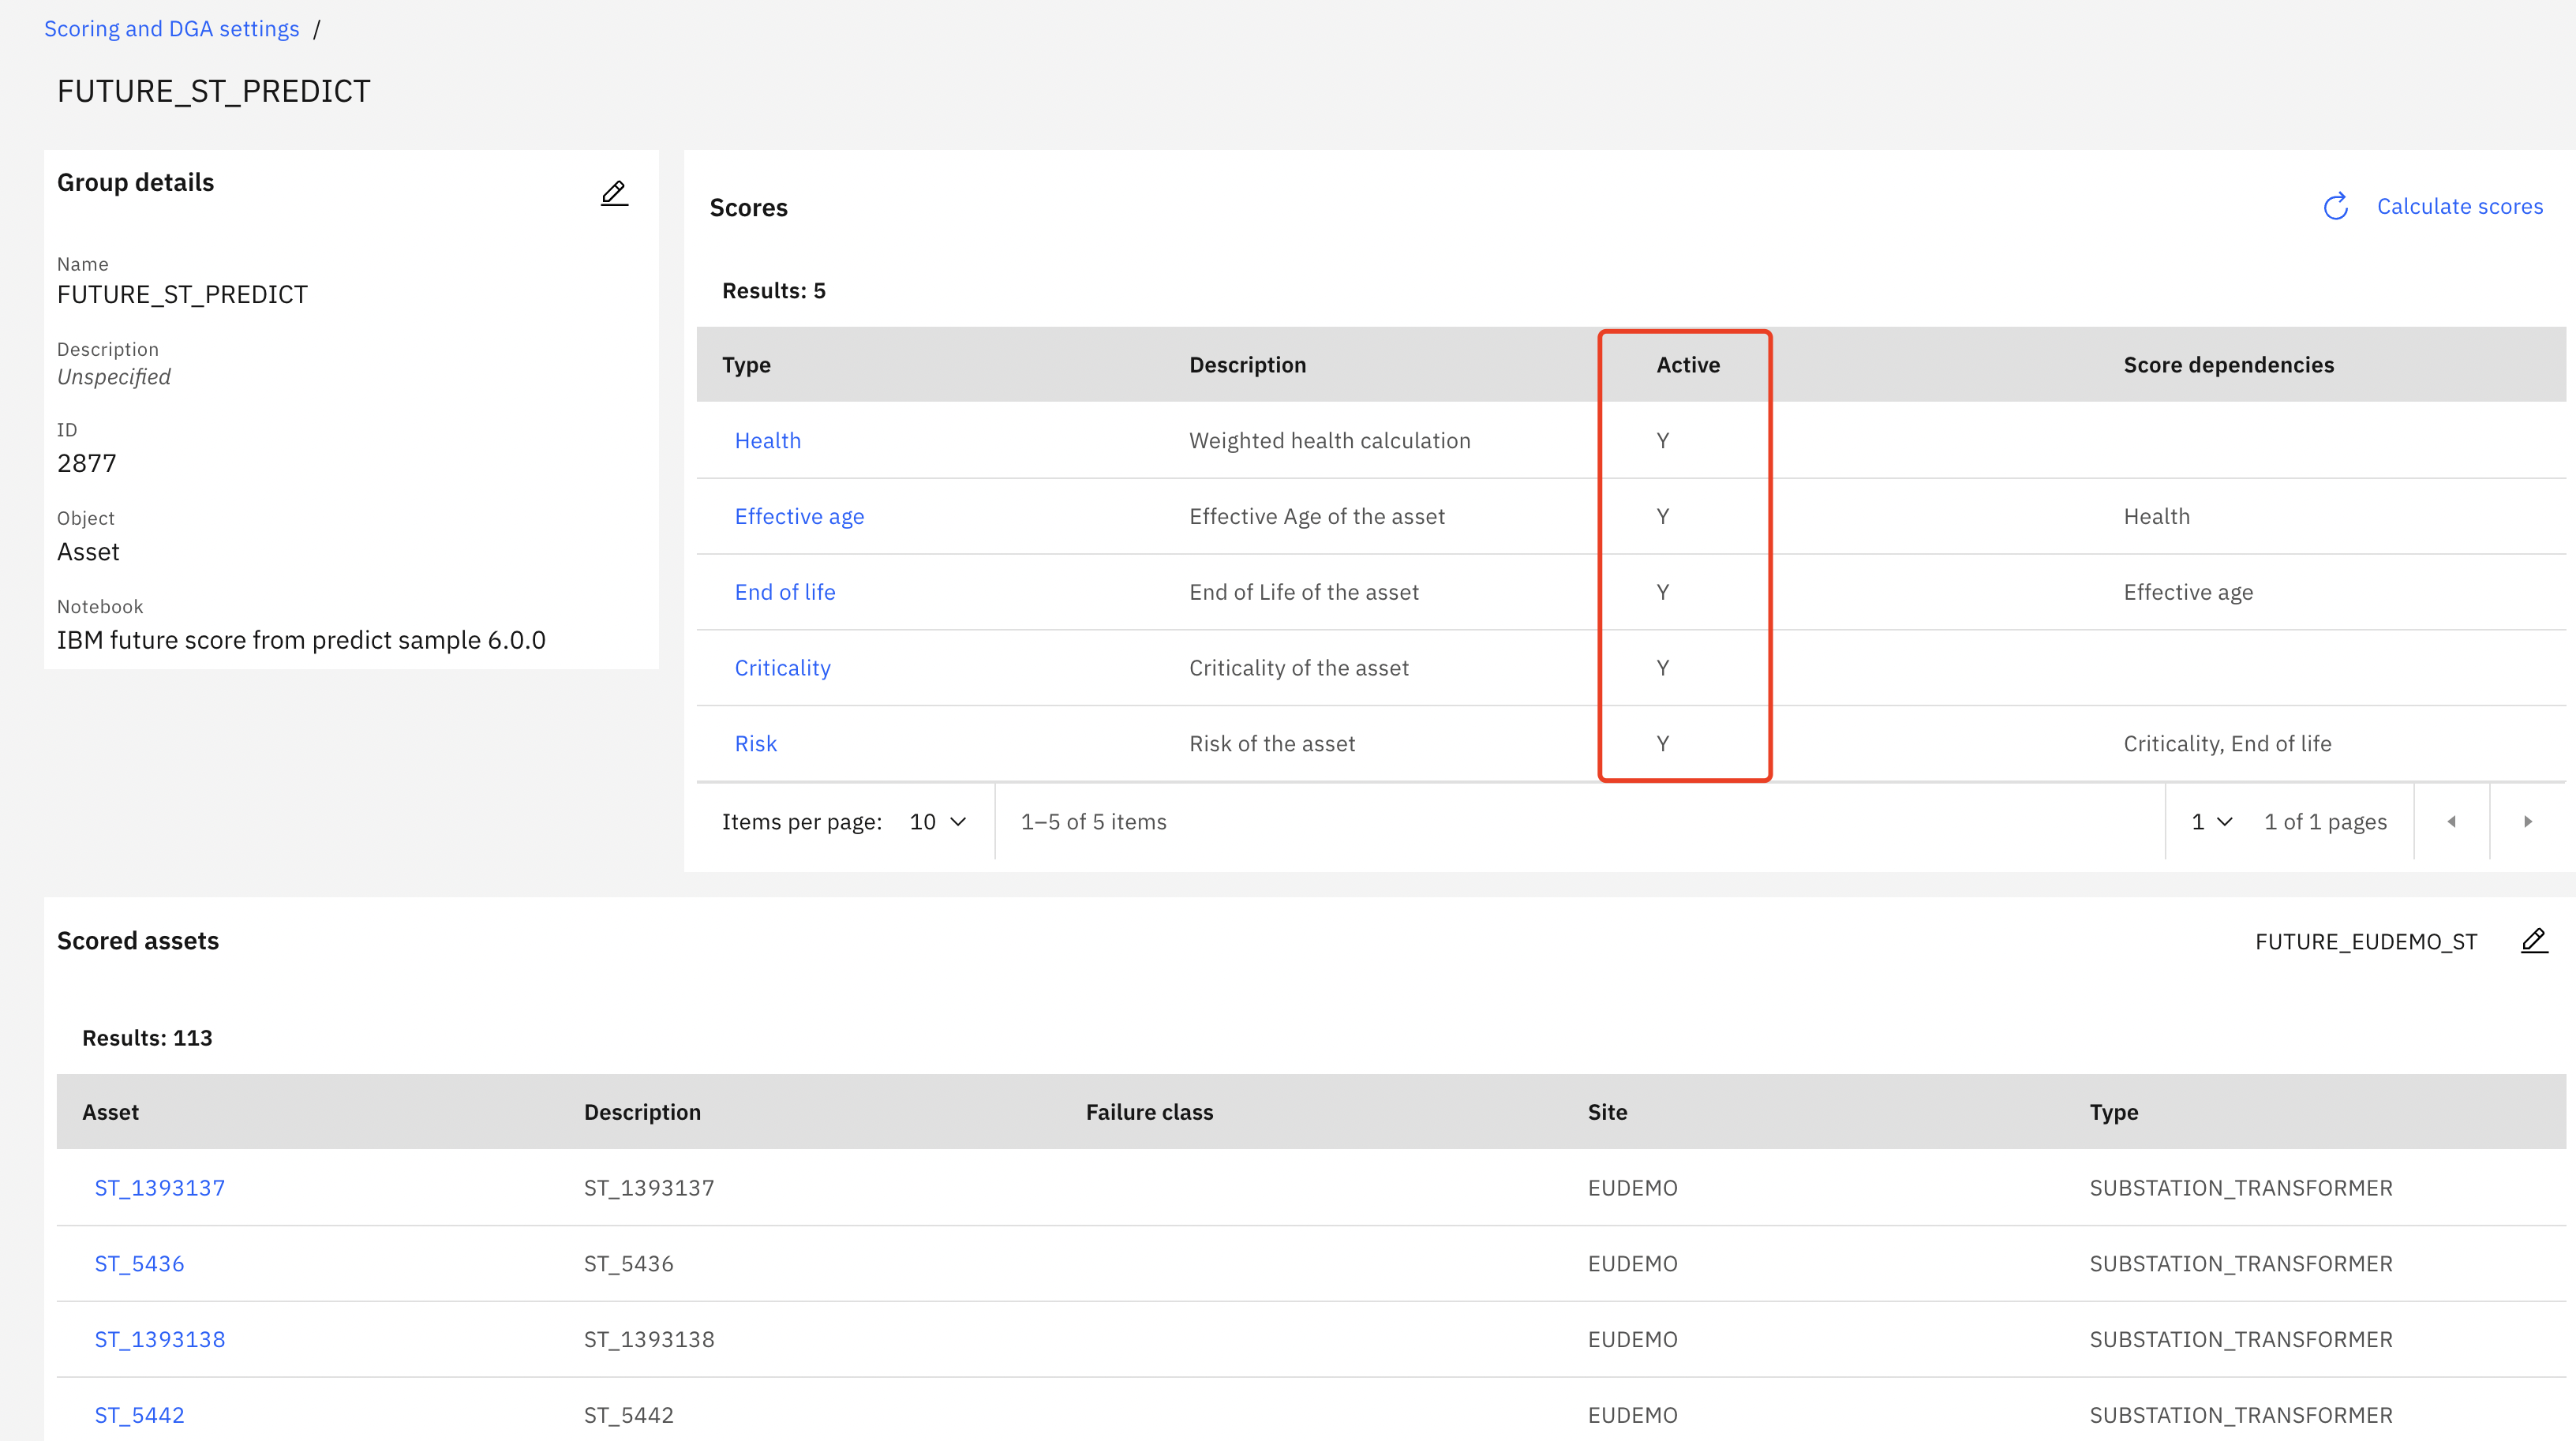 Scoring and DGA settings /
FUTURE_ST_PREDICT
Group details
Name
FUTURE_ST_PREDICT
Description
Unspecified
ID
2877
Object
Asset
Notebook
IBM future score from predict sample 6.0.0
Scores
Calculate scores
Results: 5
Type Description Active Score dependencies
Health Weighted health calculation Y
Effective age Effective Age of the asset Y Health
End of life End of Life of the asset Y Effective age
Criticality Criticality of the asset Y
Risk Risk of the asset Y Criticality, End of life
Items per page: 10 1–5 of 5 items 1 1 of 1 pages
Scored assets
FUTURE_EUDEMO_ST
Results: 113
Asset Description Failure class Site Type
ST_1393137 ST_1393137 EUDEMO SUBSTATION_TRANSFORMER
ST_5436 ST_5436 EUDEMO SUBSTATION_TRANSFORMER
ST_1393138 ST_1393138 EUDEMO SUBSTATION_TRANSFORMER
ST_5442 ST_5442 EUDEMO SUBSTATION_TRANSFORMER